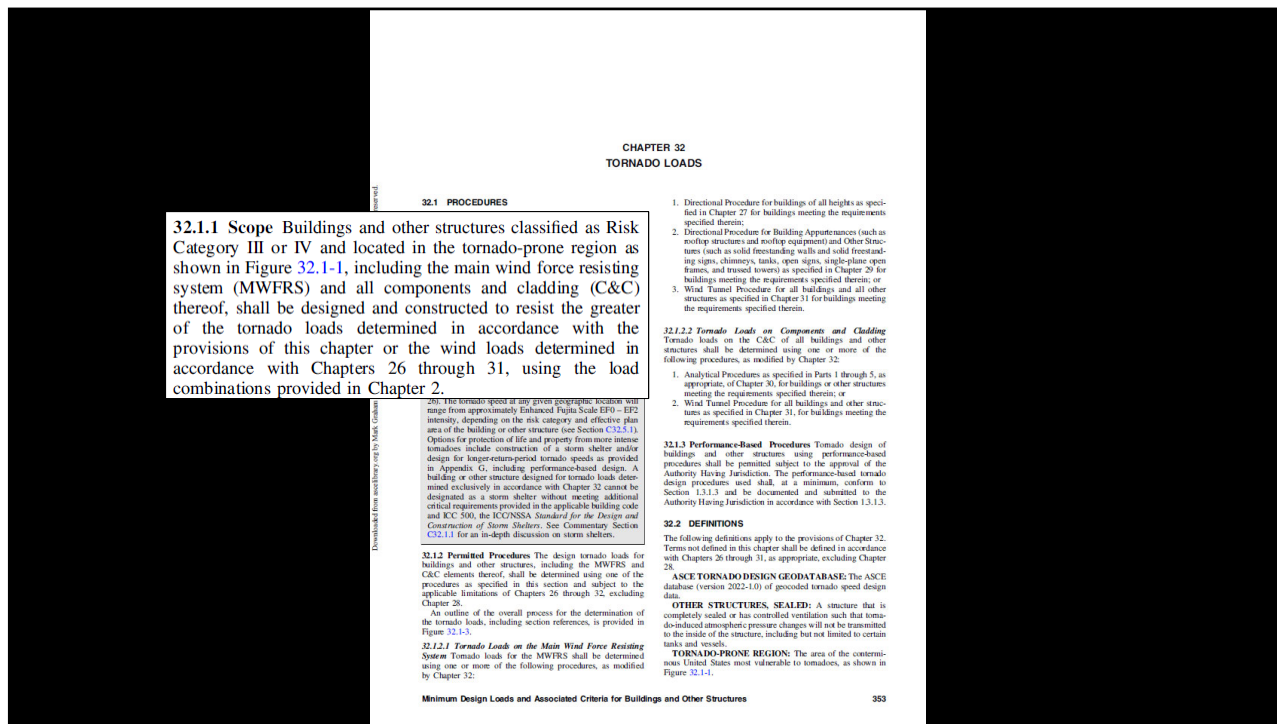 CHAPTER 32
TORNADO LOADS
32.1 PROCEDURES
32.1.1 Scope Buildings and other structures classified as Risk
Category III or IV and located in the tornado-prone region as
shown in Figure 32.1-1, including the main wind force resisting
system (MWFRS) and all components and cladding (C&C)
thereof, shall be designed and constructed to resist the greater
of the tornado loads determined in accordance with the
provisions of this chapter or the wind loads determined in
accordance with Chapters 26 through 31, using the load
combinations provided in Chapter 2.
26). The tornado speed at any given geographic location will
range from approximately Enhanced Fujita Scale EF0 – EF2
intensity, depending on the risk category and effective plan
area of the building or other structure (see Section C32.5.1).
Options for protection of life and property from more intense
tornadoes include construction of a storm shelter and/or
design for longer-return-period tornado speeds as provided
in Appendix G, including performance-based design. A
building or other structure designed for tornado loads deter-
mined exclusively in accordance with Chapter 32 cannot be
designated as a storm shelter without meeting additional
critical requirements provided in the applicable building code
and ICC 500, the ICC/NSSA Standard for the Design and
Construction of Storm Shelters. See Commentary Section
C32.1.1 for an in-depth discussion on storm shelters.
32.1.2 Permitted Procedures The design tornado loads for
buildings and other structures, including the MWFRS and
C&C elements thereof, shall be determined using one of the
procedures as specified in this section and subject to the
applicable limitations of Chapters 26 through 32, excluding
Chapter 28.
An outline of the overall process for the determination of
the tornado loads, including section references, is provided in
Figure 32.1-3.
32.1.2.1 Tornado Loads on the Main Wind Force Resisting
System Tornado loads for the MWFRS shall be determined
using one or more of the following procedures, as modified
by Chapter 32:
1. Directional Procedure for buildings of all heights as speci-
fied in Chapter 27 for buildings meeting the requirements
specified therein;
2. Directional Procedure for Building Appurtenances (such as
rooftop structures and rooftop equipment) and Other Struc-
tures (such as solid freestanding walls and solid freestand-
ing signs, chimneys, tanks, open signs, single-plane open
frames, and trussed towers) as specified in Chapter 29 for
buildings meeting the requirements specified therein; or
3. Wind Tunnel Procedure for all buildings and all other
structures as specified in Chapter 31 for buildings meeting
the requirements specified therein.
32.1.2.2 Tornado Loads on Components and Cladding
Tornado loads on the C&C of all buildings and other
structures shall be determined using one or more of the
following procedures, as modified by Chapter 32:
1. Analytical Procedures as specified in Parts 1 through 5, as
appropriate, of Chapter 30, for buildings or other structures
meeting the requirements specified therein; or
2. Wind Tunnel Procedure for all buildings and other struc-
tures as specified in Chapter 31, for buildings meeting the
requirements specified therein.
32.1.3 Performance-Based Procedures Tornado design of
buildings and other structures using performance-based
procedures shall be permitted subject to the approval of the
Authority Having Jurisdiction. The performance-based tornado
design procedures used shall, at a minimum, conform to
Section 1.3.1.3 and be documented and submitted to the
Authority Having Jurisdiction in accordance with Section 1.3.1.3.
32.2 DEFINITIONS
The following definitions apply to the provisions of Chapter 32.
Terms not defined in this chapter shall be defined in accordance
with Chapters 26 through 31, as appropriate, excluding Chapter
28.
ASCE TORNADO DESIGN GEODATABASE: The ASCE
database (version 2022-1.0) of geocoded tornado speed design
data.
OTHER STRUCTURES, SEALED: A structure that is
completely sealed or has controlled ventilation such that torna-
do-induced atmospheric pressure changes will not be transmitted
to the inside of the structure, including but not limited to certain
tanks and vessels.
TORNADO-PRONE REGION: The area of the contermi-
nous United States most vulnerable to tornadoes, as shown in
Figure 32.1-1.
Minimum Design Loads and Associated Criteria for Buildings and Other Structures
353
Downloaded from ascelibrary.org by Mark Graham
reserved.